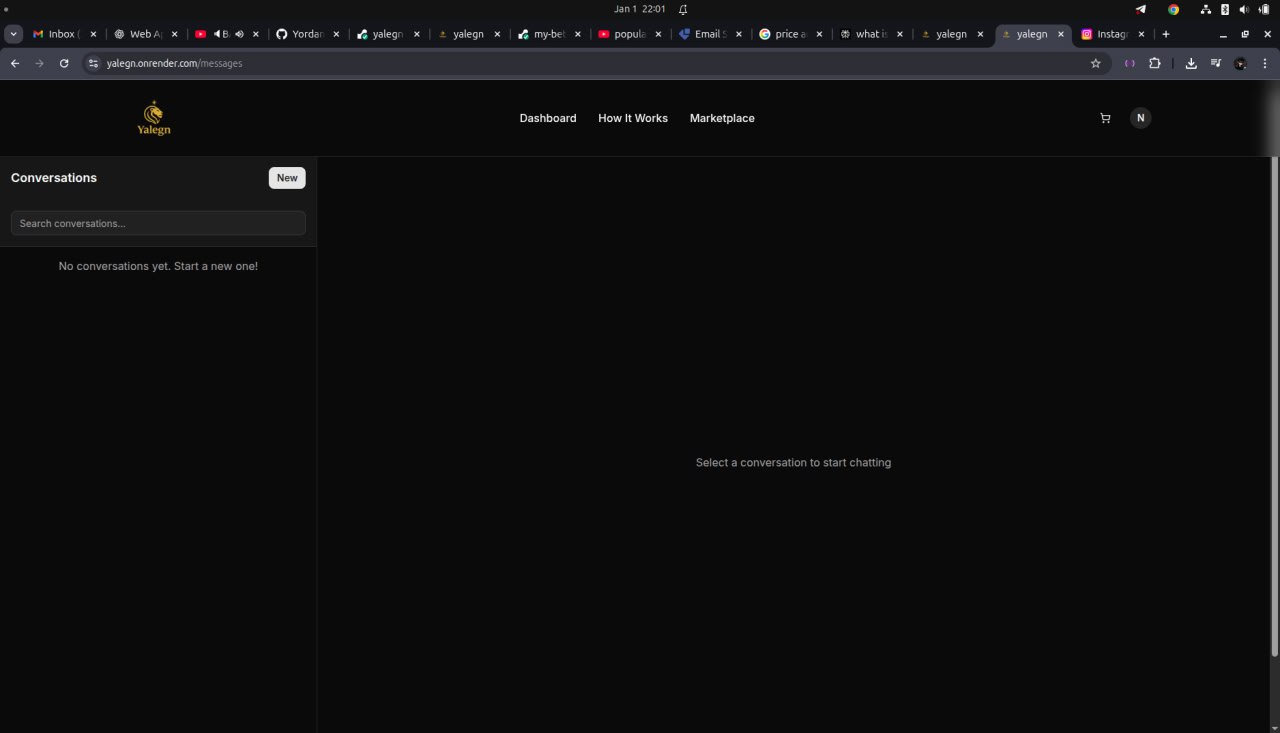 Jan 1 22:01
Inbox (
Web Ap
Ba
Yordan
yalegn
yalegn
my-bet
popula
Email S
price a
what is
yalegn
yalegn
Instagr
yalegn.onrender.com/messages
Yalegn
Dashboard
How It Works
Marketplace
N
Conversations
New
Search conversations...
No conversations yet. Start a new one!
Select a conversation to start chatting